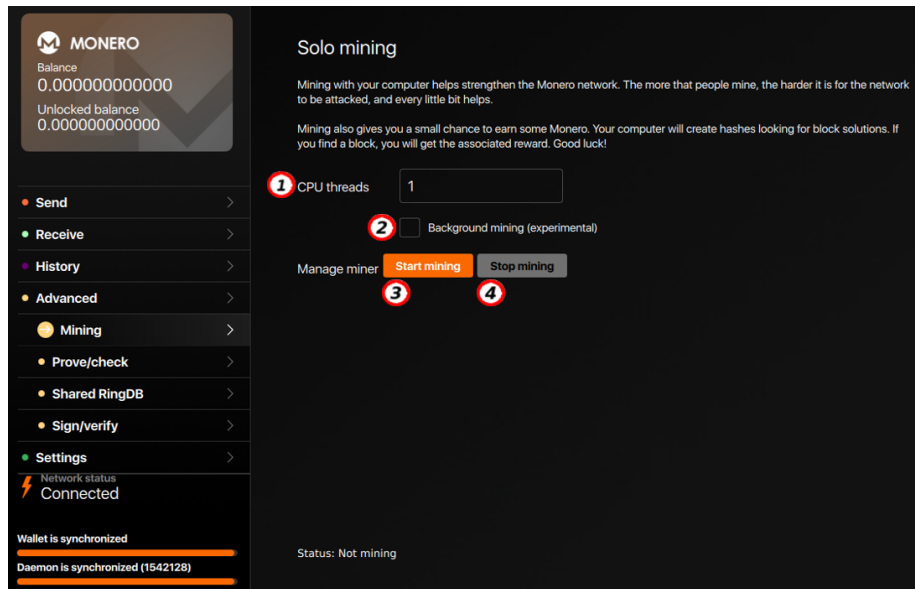 MONERO
Balance
0.000000000000
Unlocked balance
0.000000000000
Send
Receive
History
Advanced
Mining
Prove/check
Shared RingDB
Sign/verify
Settings
Network status
Connected
Wallet is synchronized
Daemon is synchronized (1542128)
Solo mining
Mining with your computer helps strengthen the Monero network. The more that people mine, the harder it is for the network
to be attacked, and every little bit helps.
Mining also gives you a small chance to earn some Monero. Your computer will create hashes looking for block solutions. If
you find a block, you will get the associated reward. Good luck!
1 CPU threads 1
2 Background mining (experimental)
Manage miner Start mining Stop mining
3 4
Status: Not mining